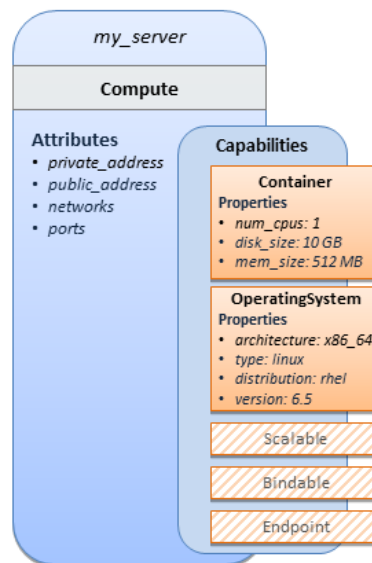 my_server
Compute
Attributes
• private_address
• public_address
• networks
• ports
Capabilities
Container
Properties
• num_cpus: 1
• disk_size: 10 GB
• mem_size: 512 MB
OperatingSystem
Properties
• architecture: x86_64
• type: linux
• distribution: rhel
• version: 6.5
Scalable
Bindable
Endpoint